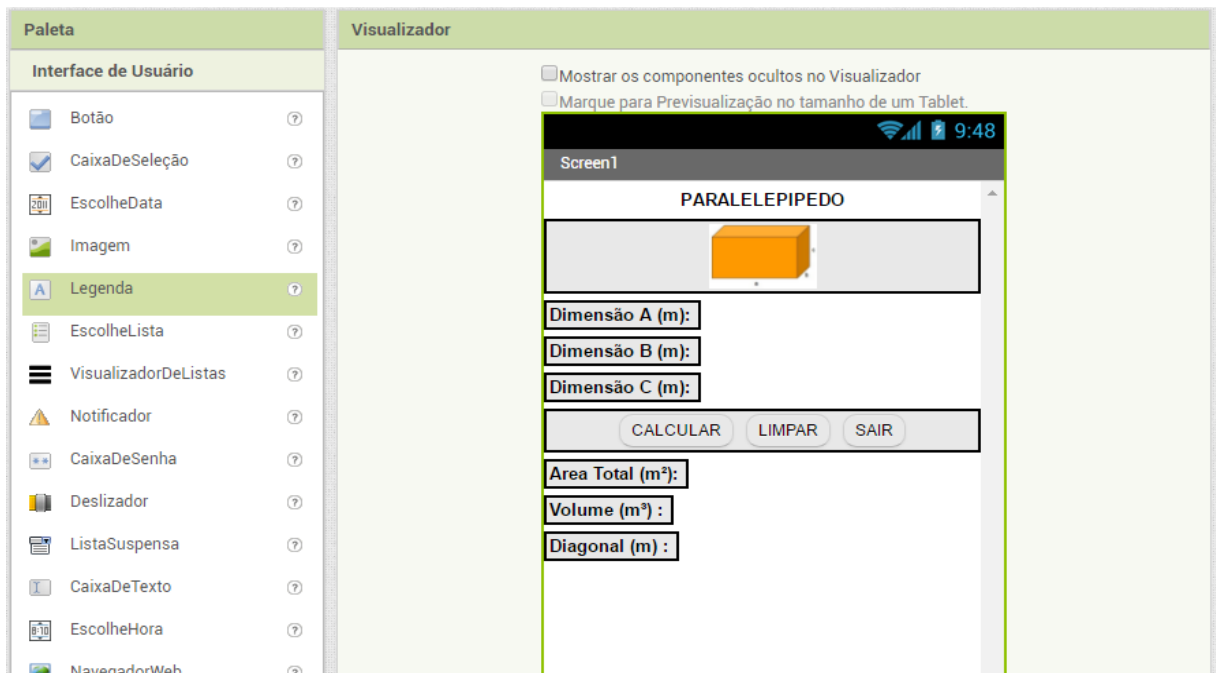 Paleta
Interface de Usuário
Botão
CaixaDeSeleção
EscolheData
Imagem
Legenda
EscolheLista
VisualizadorDeListas
Notificador
CaixaDeSenha
Deslizador
ListaSuspensa
CaixaDeTexto
EscolheHora
NavegadorWeb
Visualizador
Mostrar os componentes ocultos no Visualizador
Marque para Previsualização no tamanho de um Tablet.
9:48
Screen1
PARALELEPIPEDO
Dimensão A (m):
Dimensão B (m):
Dimensão C (m):
CALCULAR LIMPAR SAIR
Area Total (m²):
Volume (m³) :
Diagonal (m) :